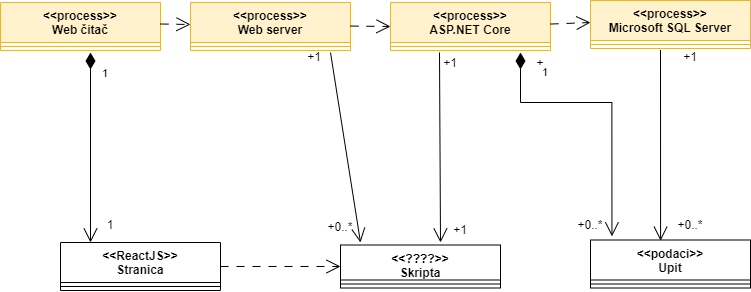 <<process>>
Web čitač
<<process>>
Web server
<<process>>
ASP.NET Core
<<process>>
Microsoft SQL Server
1
+1
+1
+
1
+1
1
+0..*
+1
+0..*
+0..*
<<ReactJS>>
Stranica
<<????>>
Skripta
<<podaci>>
Upit